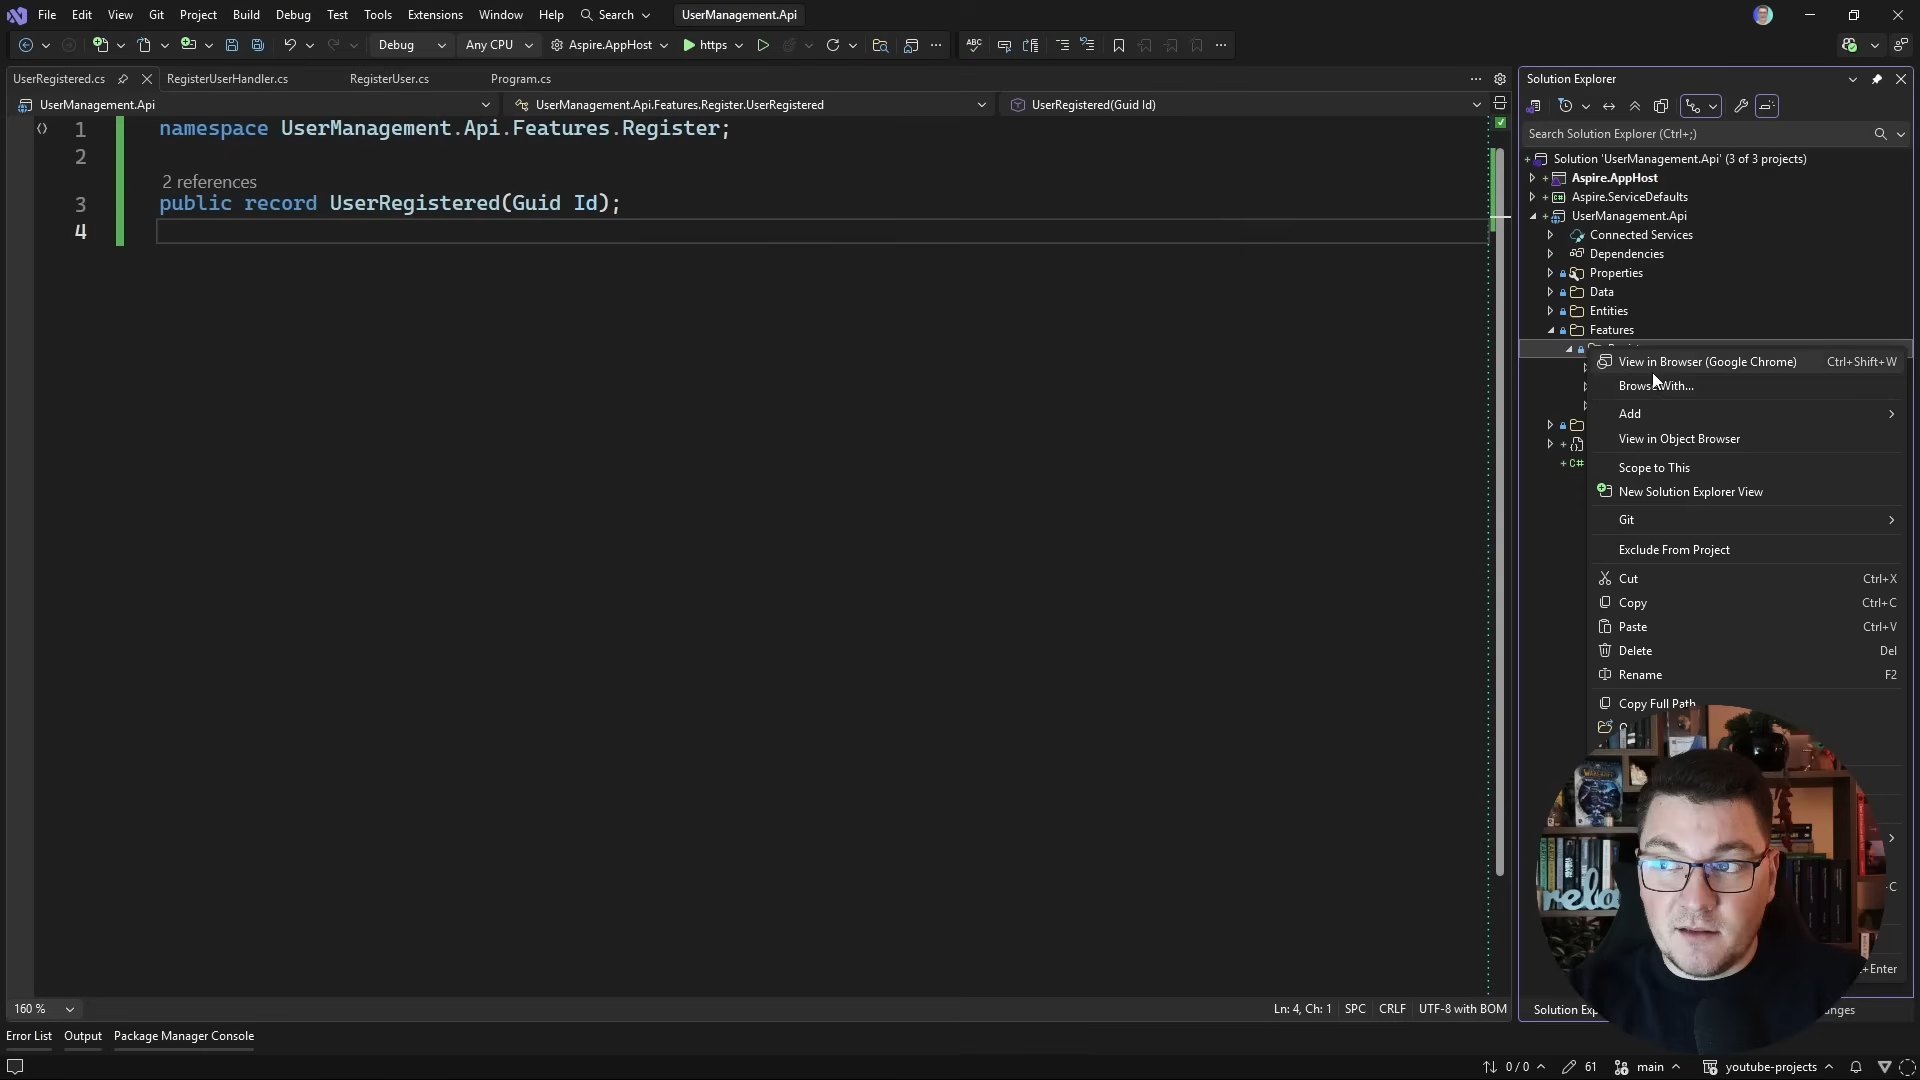 File Edit View Git Project Build Debug Test Tools Extensions Window Help Search UserManagement.Api
Debug Any CPU Aspire.AppHost https
UserRegistered.cs RegisterUserHandler.cs RegisterUser.cs Program.cs
UserManagement.Api UserManagement.Api.Features.Register.UserRegistered UserRegistered(Guid Id)
1 namespace UserManagement.Api.Features.Register;
2
2 references
3 public record UserRegistered(Guid Id);
4
160 % Ln: 4, Ch: 1 SPC CRLF UTF-8 with BOM
Solution Explorer
Search Solution Explorer (Ctrl+;)
Solution 'UserManagement.Api' (3 of 3 projects)
Aspire.AppHost
Aspire.ServiceDefaults
UserManagement.Api
Connected Services
Dependencies
Properties
Data
Entities
Features
View in Browser (Google Chrome) Ctrl+Shift+W
Browse With...
Add
View in Object Browser
Scope to This
New Solution Explorer View
Git
Exclude From Project
Cut Ctrl+X
Copy Ctrl+C
Paste Ctrl+V
Delete Del
Rename F2
Copy Full Path
+Enter
Error List Output Package Manager Console
0 / 0 61 main youtube-projects